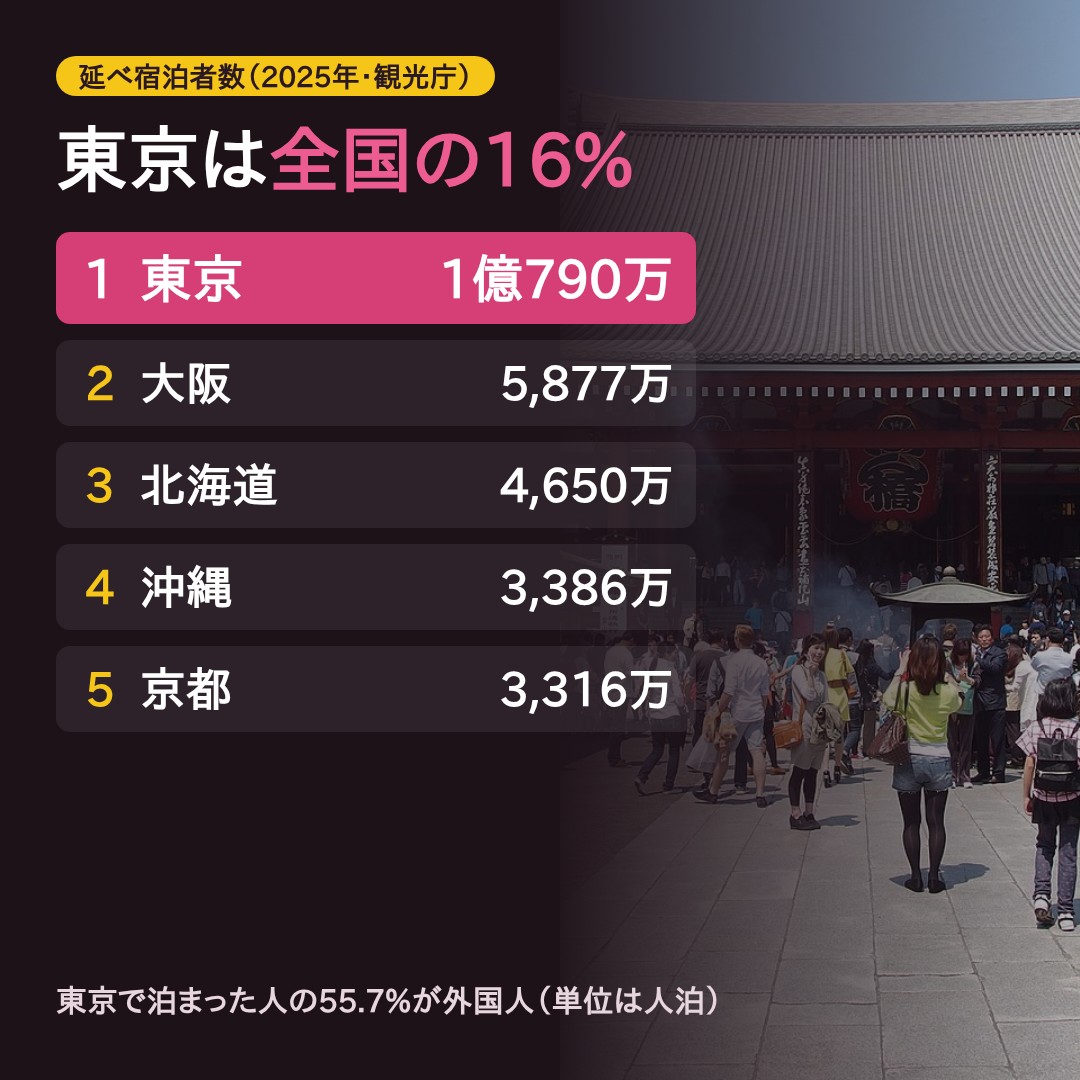 延べ宿泊者数（2025年・観光庁）
東京は全国の16%
1 東京 1億790万
2 大阪 5,877万
3 北海道 4,650万
4 沖縄 3,386万
5 京都 3,316万
東京で泊まった人の55.7%が外国人（単位は人泊）